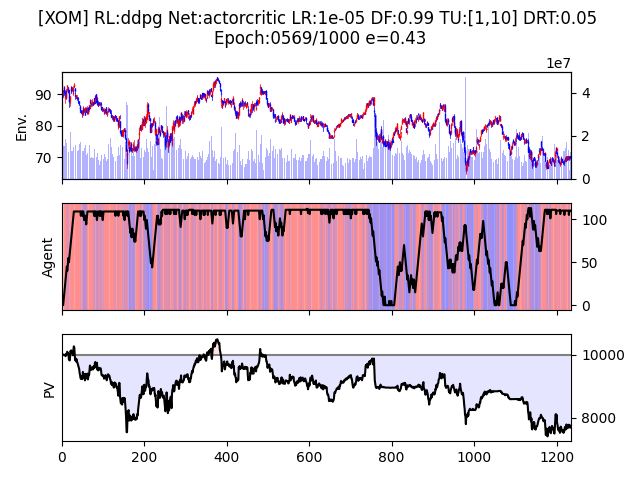 [XOM] RL:ddpg Net:actorcritic LR:1e-05 DF:0.99 TU:[1,10] DRT:0.05
Epoch:0569/1000 e=0.43
1e7
Env.
90
80
70
4
2
0
Agent
100
50
0
PV
10000
8000
0 200 400 600 800 1000 1200